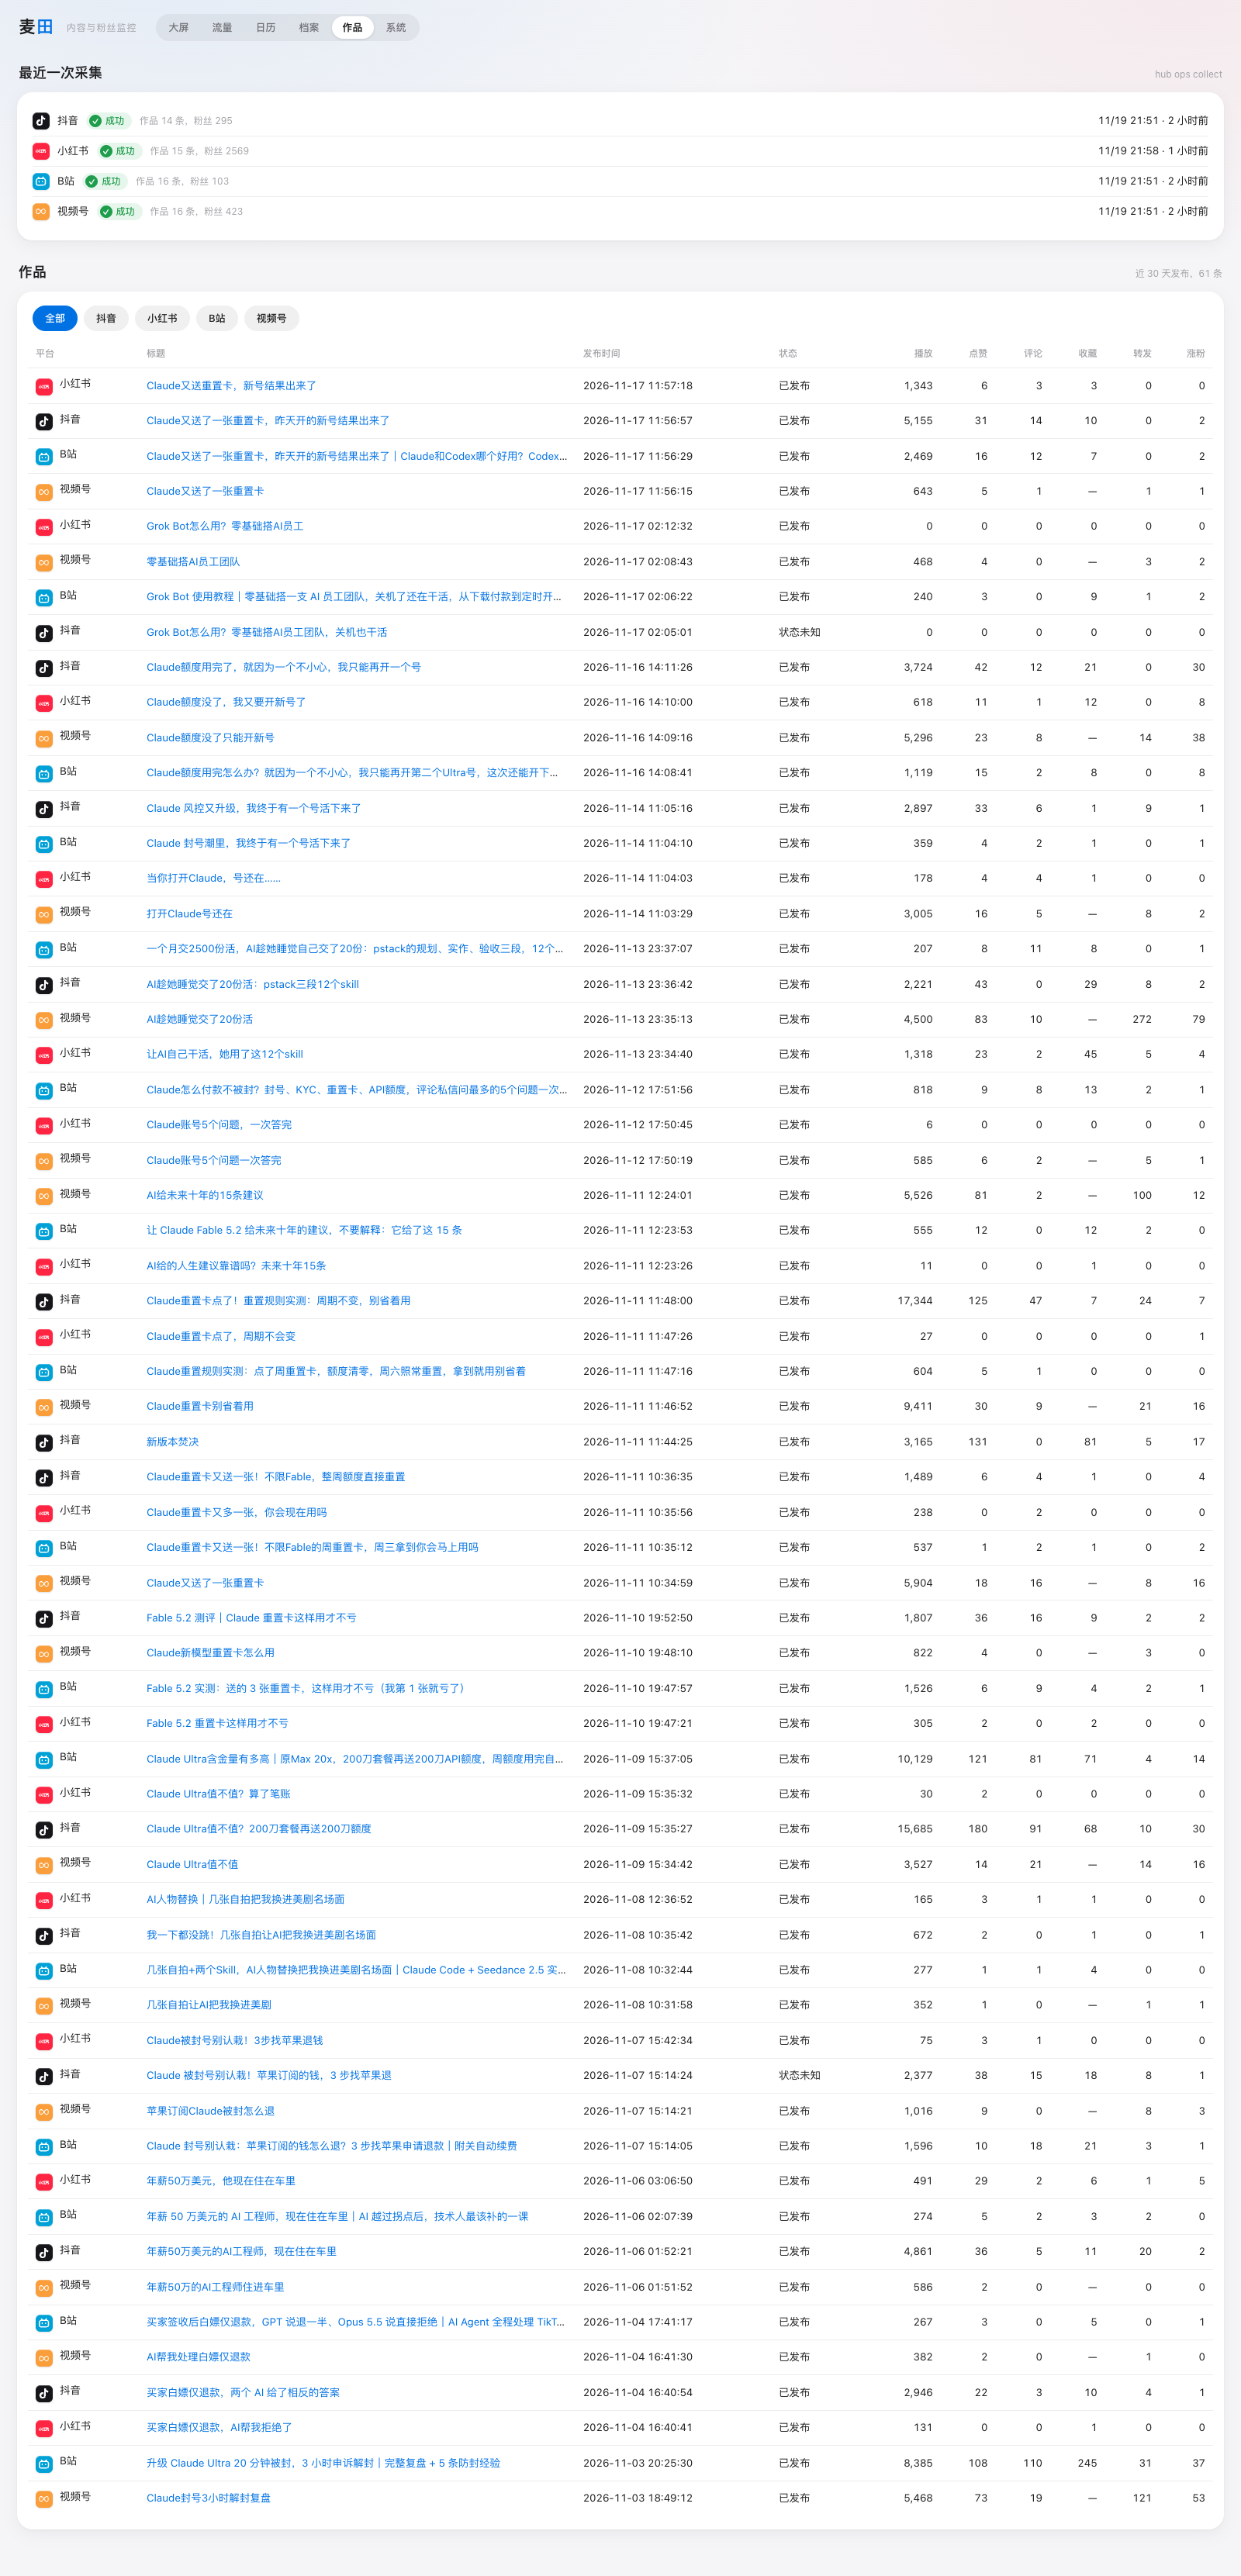 麦田 内容与粉丝监控 大屏 流量 日历 档案 作品 系统
最近一次采集 hub ops collect
抖音 成功 作品 14 条，粉丝 295 11/19 21:51 · 2 小时前
小红书 成功 作品 15 条，粉丝 2569 11/19 21:58 · 1 小时前
B站 成功 作品 16 条，粉丝 103 11/19 21:51 · 2 小时前
视频号 成功 作品 16 条，粉丝 423 11/19 21:51 · 2 小时前
作品 近 30 天发布，61 条
全部 抖音 小红书 B站 视频号
平台 标题 发布时间 状态 播放 点赞 评论 收藏 转发 涨粉
小红书 Claude又送重置卡，新号结果出来了 2026-11-17 11:57:18 已发布 1,343 6 3 3 0 0
抖音 Claude又送了一张重置卡，昨天开的新号结果出来了 2026-11-17 11:56:57 已发布 5,155 31 14 10 0 2
B站 Claude又送了一张重置卡，昨天开的新号结果出来了｜Claude和Codex哪个好用？Codex... 2026-11-17 11:56:29 已发布 2,469 16 12 7 0 2
视频号 Claude又送了一张重置卡 2026-11-17 11:56:15 已发布 643 5 1 — 1 1
小红书 Grok Bot怎么用？零基础搭AI员工 2026-11-17 02:12:32 已发布 0 0 0 0 0 0
视频号 零基础搭AI员工团队 2026-11-17 02:08:43 已发布 468 4 0 — 3 2
B站 Grok Bot 使用教程｜零基础搭一支 AI 员工团队，关机了还在干活，从下载付款到定时开... 2026-11-17 02:06:22 已发布 240 3 0 9 1 2
抖音 Grok Bot怎么用？零基础搭AI员工团队，关机也干活 2026-11-17 02:05:01 状态未知 0 0 0 0 0 0
抖音 Claude额度用完了，就因为一个不小心，我只能再开一个号 2026-11-16 14:11:26 已发布 3,724 42 12 21 0 30
小红书 Claude额度没了，我又要开新号了 2026-11-16 14:10:00 已发布 618 11 1 12 0 8
视频号 Claude额度没了只能开新号 2026-11-16 14:09:16 已发布 5,296 23 8 — 14 38
B站 Claude额度用完怎么办？就因为一个不小心，我只能再开第二个Ultra号，这次还能开下... 2026-11-16 14:08:41 已发布 1,119 15 2 8 0 8
抖音 Claude 风控又升级，我终于有一个号活下来了 2026-11-14 11:05:16 已发布 2,897 33 6 1 9 1
B站 Claude 封号潮里，我终于有一个号活下来了 2026-11-14 11:04:10 已发布 359 4 2 1 0 1
小红书 当你打开Claude，号还在…… 2026-11-14 11:04:03 已发布 178 4 4 1 0 0
视频号 打开Claude号还在 2026-11-14 11:03:29 已发布 3,005 16 5 — 8 2
B站 一个月交2500份活，AI趁她睡觉自己交了20份：pstack的规划、实作、验收三段，12个... 2026-11-13 23:37:07 已发布 207 8 11 8 0 1
抖音 AI趁她睡觉交了20份活：pstack三段12个skill 2026-11-13 23:36:42 已发布 2,221 43 0 29 8 2
视频号 AI趁她睡觉交了20份活 2026-11-13 23:35:13 已发布 4,500 83 10 — 272 79
小红书 让AI自己干活，她用了这12个skill 2026-11-13 23:34:40 已发布 1,318 23 2 45 5 4
B站 Claude怎么付款不被封？封号、KYC、重置卡、API额度，评论私信问最多的5个问题一次... 2026-11-12 17:51:56 已发布 818 9 8 13 2 1
小红书 Claude账号5个问题，一次答完 2026-11-12 17:50:45 已发布 6 0 0 0 0 0
视频号 Claude账号5个问题一次答完 2026-11-12 17:50:19 已发布 585 6 2 — 5 1
视频号 AI给未来十年的15条建议 2026-11-11 12:24:01 已发布 5,526 81 2 — 100 12
B站 让 Claude Fable 5.2 给未来十年的建议，不要解释：它给了这 15 条 2026-11-11 12:23:53 已发布 555 12 0 12 2 0
小红书 AI给的人生建议靠谱吗？未来十年15条 2026-11-11 12:23:26 已发布 11 0 0 1 0 0
抖音 Claude重置卡点了！重置规则实测：周期不变，别省着用 2026-11-11 11:48:00 已发布 17,344 125 47 7 24 7
小红书 Claude重置卡点了，周期不会变 2026-11-11 11:47:26 已发布 27 0 0 0 0 1
B站 Claude重置规则实测：点了周重置卡，额度清零，周六照常重置，拿到就用别省着 2026-11-11 11:47:16 已发布 604 5 1 0 0 0
视频号 Claude重置卡别省着用 2026-11-11 11:46:52 已发布 9,411 30 9 — 21 16
抖音 新版本焚决 2026-11-11 11:44:25 已发布 3,165 131 0 81 5 17
抖音 Claude重置卡又送一张！不限Fable，整周额度直接重置 2026-11-11 10:36:35 已发布 1,489 6 4 1 0 4
小红书 Claude重置卡又多一张，你会现在用吗 2026-11-11 10:35:56 已发布 238 0 2 0 0 0
B站 Claude重置卡又送一张！不限Fable的周重置卡，周三拿到你会马上用吗 2026-11-11 10:35:12 已发布 537 1 2 1 0 2
视频号 Claude又送了一张重置卡 2026-11-11 10:34:59 已发布 5,904 18 16 — 8 16
抖音 Fable 5.2 测评｜Claude 重置卡这样用才不亏 2026-11-10 19:52:50 已发布 1,807 36 16 9 2 2
视频号 Claude新模型重置卡怎么用 2026-11-10 19:48:10 已发布 822 4 0 — 3 0
B站 Fable 5.2 实测：送的 3 张重置卡，这样用才不亏（我第 1 张就亏了） 2026-11-10 19:47:57 已发布 1,526 6 9 4 2 1
小红书 Fable 5.2 重置卡这样用才不亏 2026-11-10 19:47:21 已发布 305 2 0 2 0 0
B站 Claude Ultra含金量有多高｜原Max 20x，200刀套餐再送200刀API额度，周额度用完自... 2026-11-09 15:37:05 已发布 10,129 121 81 71 4 14
小红书 Claude Ultra值不值？算了笔账 2026-11-09 15:35:32 已发布 30 2 0 0 0 0
抖音 Claude Ultra值不值？200刀套餐再送200刀额度 2026-11-09 15:35:27 已发布 15,685 180 91 68 10 30
视频号 Claude Ultra值不值 2026-11-09 15:34:42 已发布 3,527 14 21 — 14 16
小红书 AI人物替换｜几张自拍把我换进美剧名场面 2026-11-08 12:36:52 已发布 165 3 1 1 0 0
抖音 我一下都没跳！几张自拍让AI把我换进美剧名场面 2026-11-08 10:35:42 已发布 672 2 0 1 0 1
B站 几张自拍+两个Skill，AI人物替换把我换进美剧名场面｜Claude Code + Seedance 2.5 实... 2026-11-08 10:32:44 已发布 277 1 1 4 0 0
视频号 几张自拍让AI把我换进美剧 2026-11-08 10:31:58 已发布 352 1 0 — 1 1
小红书 Claude被封号别认栽！3步找苹果退钱 2026-11-07 15:42:34 已发布 75 3 1 0 0 0
抖音 Claude 被封号别认栽！苹果订阅的钱，3 步找苹果退 2026-11-07 15:14:24 状态未知 2,377 38 15 18 8 1
视频号 苹果订阅Claude被封怎么退 2026-11-07 15:14:21 已发布 1,016 9 0 — 8 3
B站 Claude 封号别认栽：苹果订阅的钱怎么退？3 步找苹果申请退款｜附关自动续费 2026-11-07 15:14:05 已发布 1,596 10 18 21 3 1
小红书 年薪50万美元，他现在住在车里 2026-11-06 03:06:50 已发布 491 29 2 6 1 5
B站 年薪 50 万美元的 AI 工程师，现在住在车里｜AI 越过拐点后，技术人最该补的一课 2026-11-06 02:07:39 已发布 274 5 2 3 2 0
抖音 年薪50万美元的AI工程师，现在住在车里 2026-11-06 01:52:21 已发布 4,861 36 5 11 20 2
视频号 年薪50万的AI工程师住进车里 2026-11-06 01:51:52 已发布 586 2 0 — 0 0
B站 买家签收后白嫖仅退款，GPT 说退一半、Opus 5.5 说直接拒绝｜AI Agent 全程处理 TikT... 2026-11-04 17:41:17 已发布 267 3 0 5 0 1
视频号 AI帮我处理白嫖仅退款 2026-11-04 16:41:30 已发布 382 2 0 — 1 0
抖音 买家白嫖仅退款，两个 AI 给了相反的答案 2026-11-04 16:40:54 已发布 2,946 22 3 10 4 1
小红书 买家白嫖仅退款，AI帮我拒绝了 2026-11-04 16:40:41 已发布 131 0 0 1 0 0
B站 升级 Claude Ultra 20 分钟被封，3 小时申诉解封｜完整复盘 + 5 条防封经验 2026-11-03 20:25:30 已发布 8,385 108 110 245 31 37
视频号 Claude封号3小时解封复盘 2026-11-03 18:49:12 已发布 5,468 73 19 — 121 53